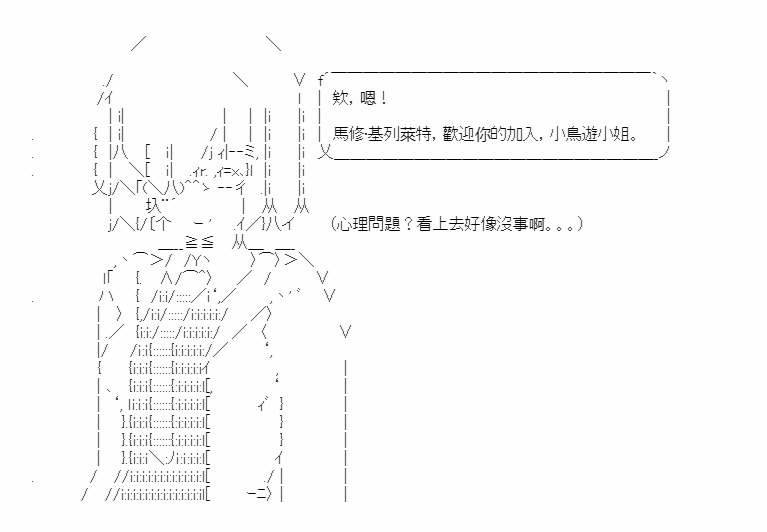 欸，嗯！
馬修·基列萊特，歡迎你的加入，小鳥遊小姐。
（心理問題？看上去好像沒事啊。。。）